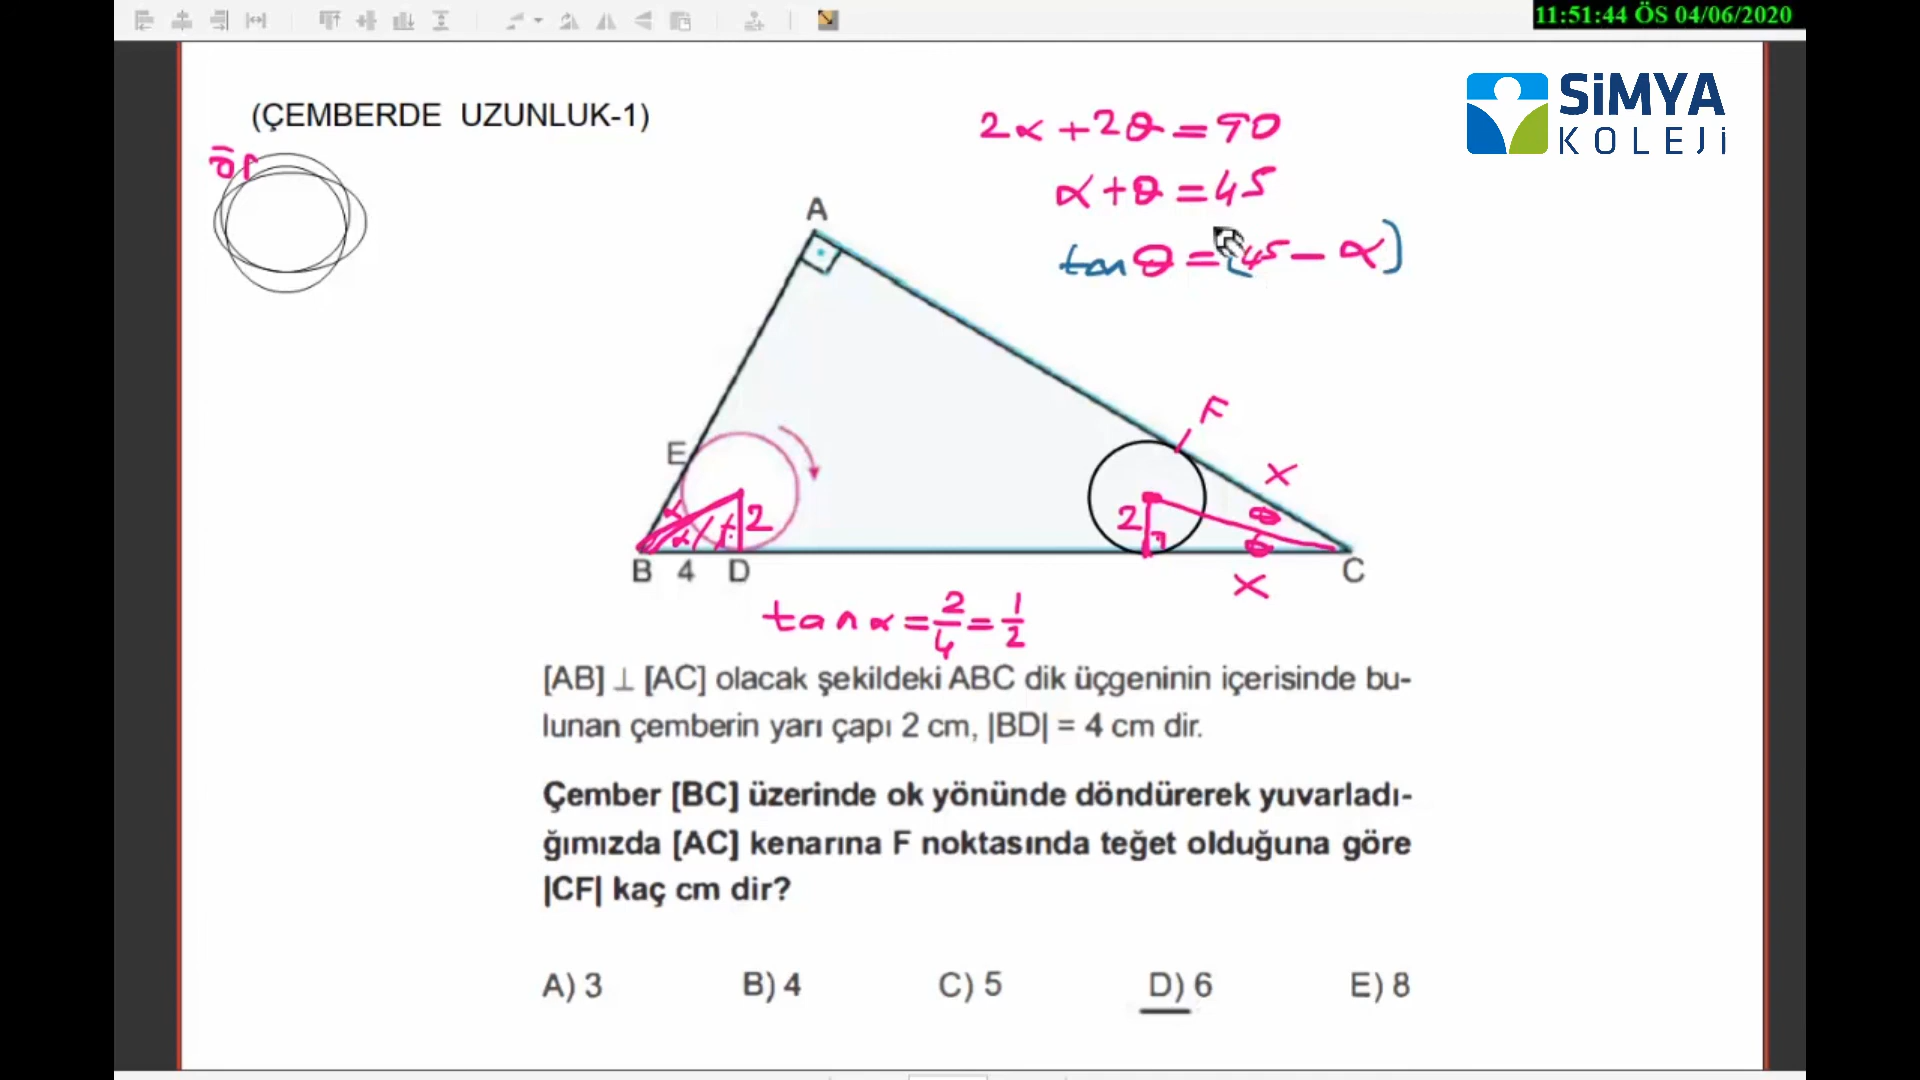 11:51:44 ÖS 04/06/2020
SiMYA
KOLEJi
(ÇEMBERDE UZUNLUK-1)
ör
2α+2θ=90
α+θ=45
tan θ=(45-α)
A
F
E
x
α
α
2
2
θ
θ
B 4 D
C
x
tan α=2/4=1/2
[AB] ⊥ [AC] olacak şekildeki ABC dik üçgeninin içerisinde bu-
lunan çemberin yarı çapı 2 cm, |BD| = 4 cm dir.
Çember [BC] üzerinde ok yönünde döndürerek yuvarladı-
ğımızda [AC] kenarına F noktasında teğet olduğuna göre
|CF| kaç cm dir?
A) 3 B) 4 C) 5 D) 6 E) 8